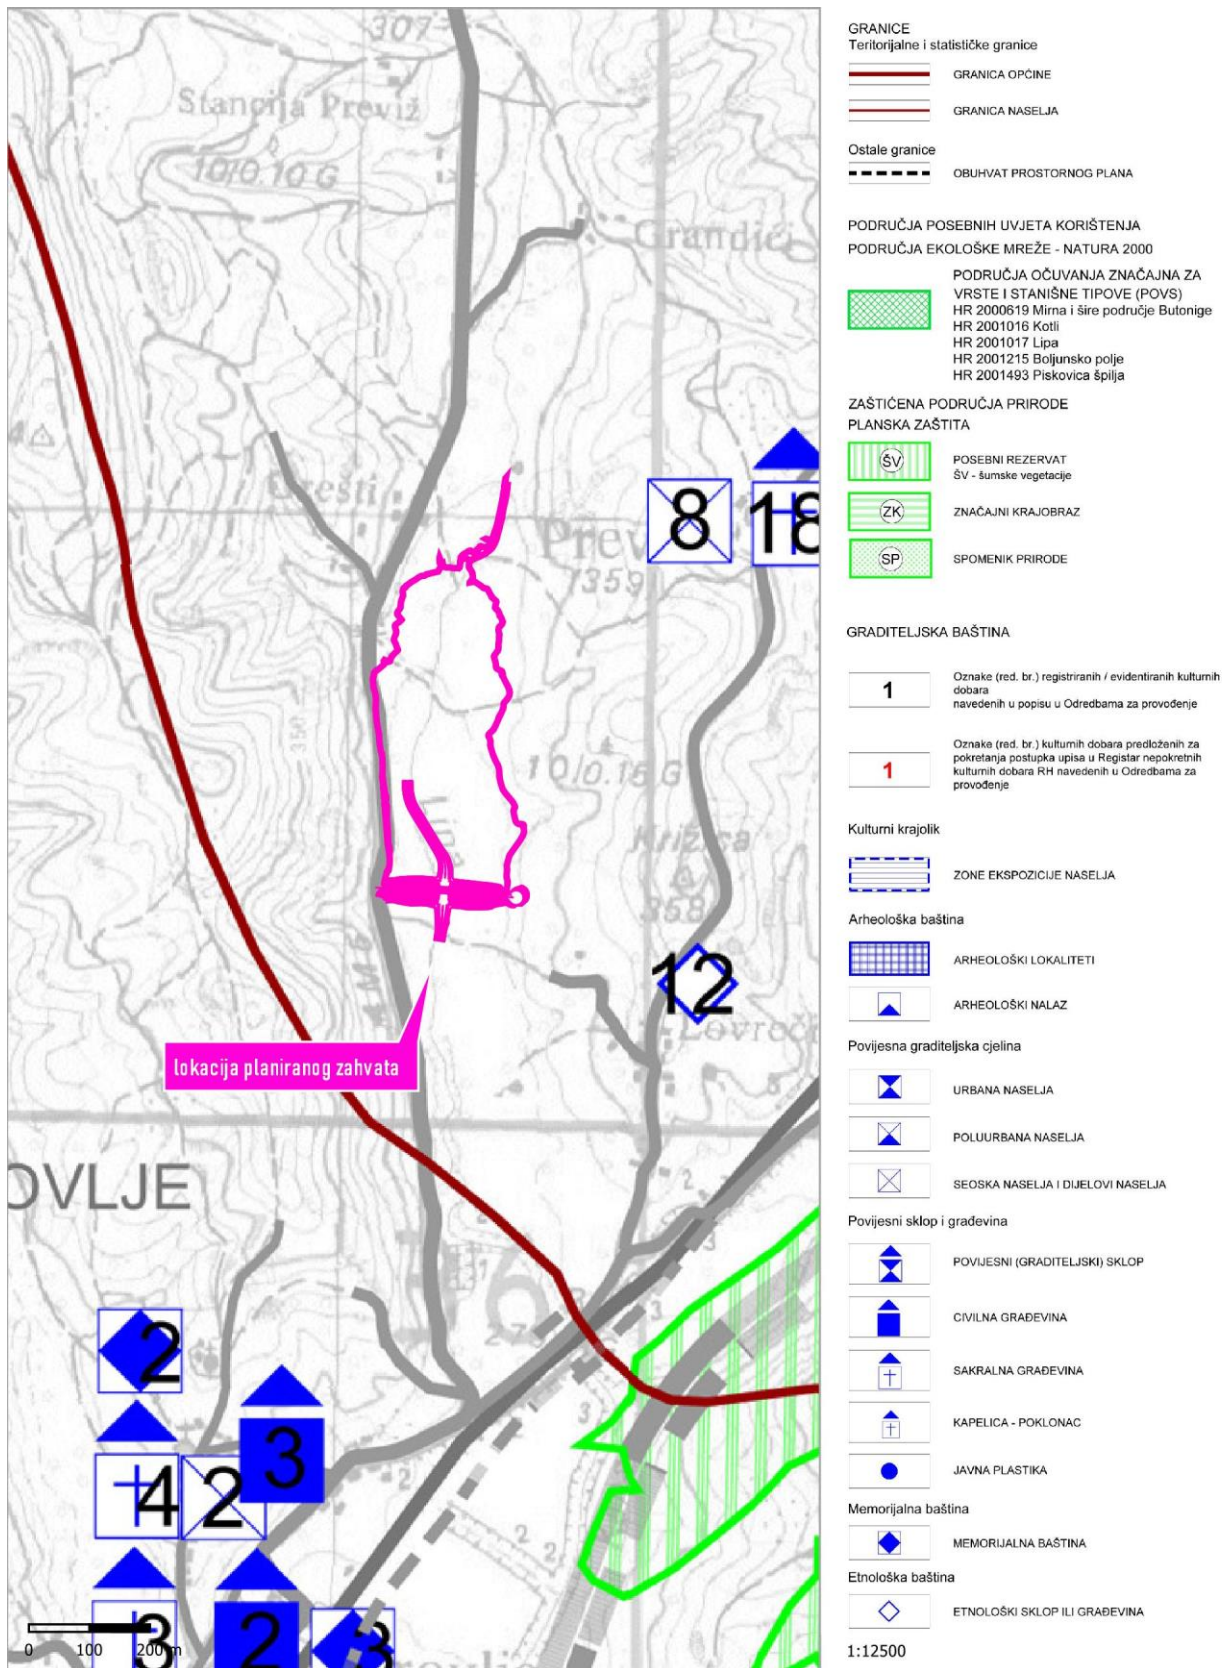 307
Stancija Previž
10/0.10 G
Grandići
8
18
359
10/0.15 G
Križica
358
12
lokacija planiranog zahvata
OVLJE
2
3
4
2
3
2
3
0 100 200 m
GRANICE
Teritorijalne i statističke granice
GRANICA OPĆINE
GRANICA NASELJA
Ostale granice
OBUHVAT PROSTORNOG PLANA
PODRUČJA POSEBNIH UVJETA KORIŠTENJA
PODRUČJA EKOLOŠKE MREŽE - NATURA 2000
PODRUČJA OČUVANJA ZNAČAJNA ZA
VRSTE I STANIŠNE TIPOVE (POVS)
HR 2000619 Mirna i šire područje Butonige
HR 2001016 Kotli
HR 2001017 Lipa
HR 2001215 Boljunsko polje
HR 2001493 Piskovica špilja
ZAŠTIĆENA PODRUČJA PRIRODE
PLANSKA ZAŠTITA
ŠV
POSEBNI REZERVAT
ŠV - šumske vegetacije
ZK
ZNAČAJNI KRAJOBRAZ
SP
SPOMENIK PRIRODE
GRADITELJSKA BAŠTINA
1
Oznake (red. br.) registriranih / evidentiranih kulturnih
dobara
navedenih u popisu u Odredbama za provođenje
1
Oznake (red. br.) kulturnih dobara predloženih za
pokretanja postupka upisa u Registar nepokretnih
kulturnih dobara RH navedenih u Odredbama za
provođenje
Kulturni krajolik
ZONE EKSPOZICIJE NASELJA
Arheološka baština
ARHEOLOŠKI LOKALITETI
ARHEOLOŠKI NALAZ
Povijesna graditeljska cjelina
URBANA NASELJA
POLUURBANA NASELJA
SEOSKA NASELJA I DIJELOVI NASELJA
Povijesni sklop i građevina
POVIJESNI (GRADITELJSKI) SKLOP
CIVILNA GRAĐEVINA
SAKRALNA GRAĐEVINA
KAPELICA - POKLONAC
JAVNA PLASTIKA
Memorijalna baština
MEMORIJALNA BAŠTINA
Etnološka baština
ETNOLOŠKI SKLOP ILI GRAĐEVINA
1:12500